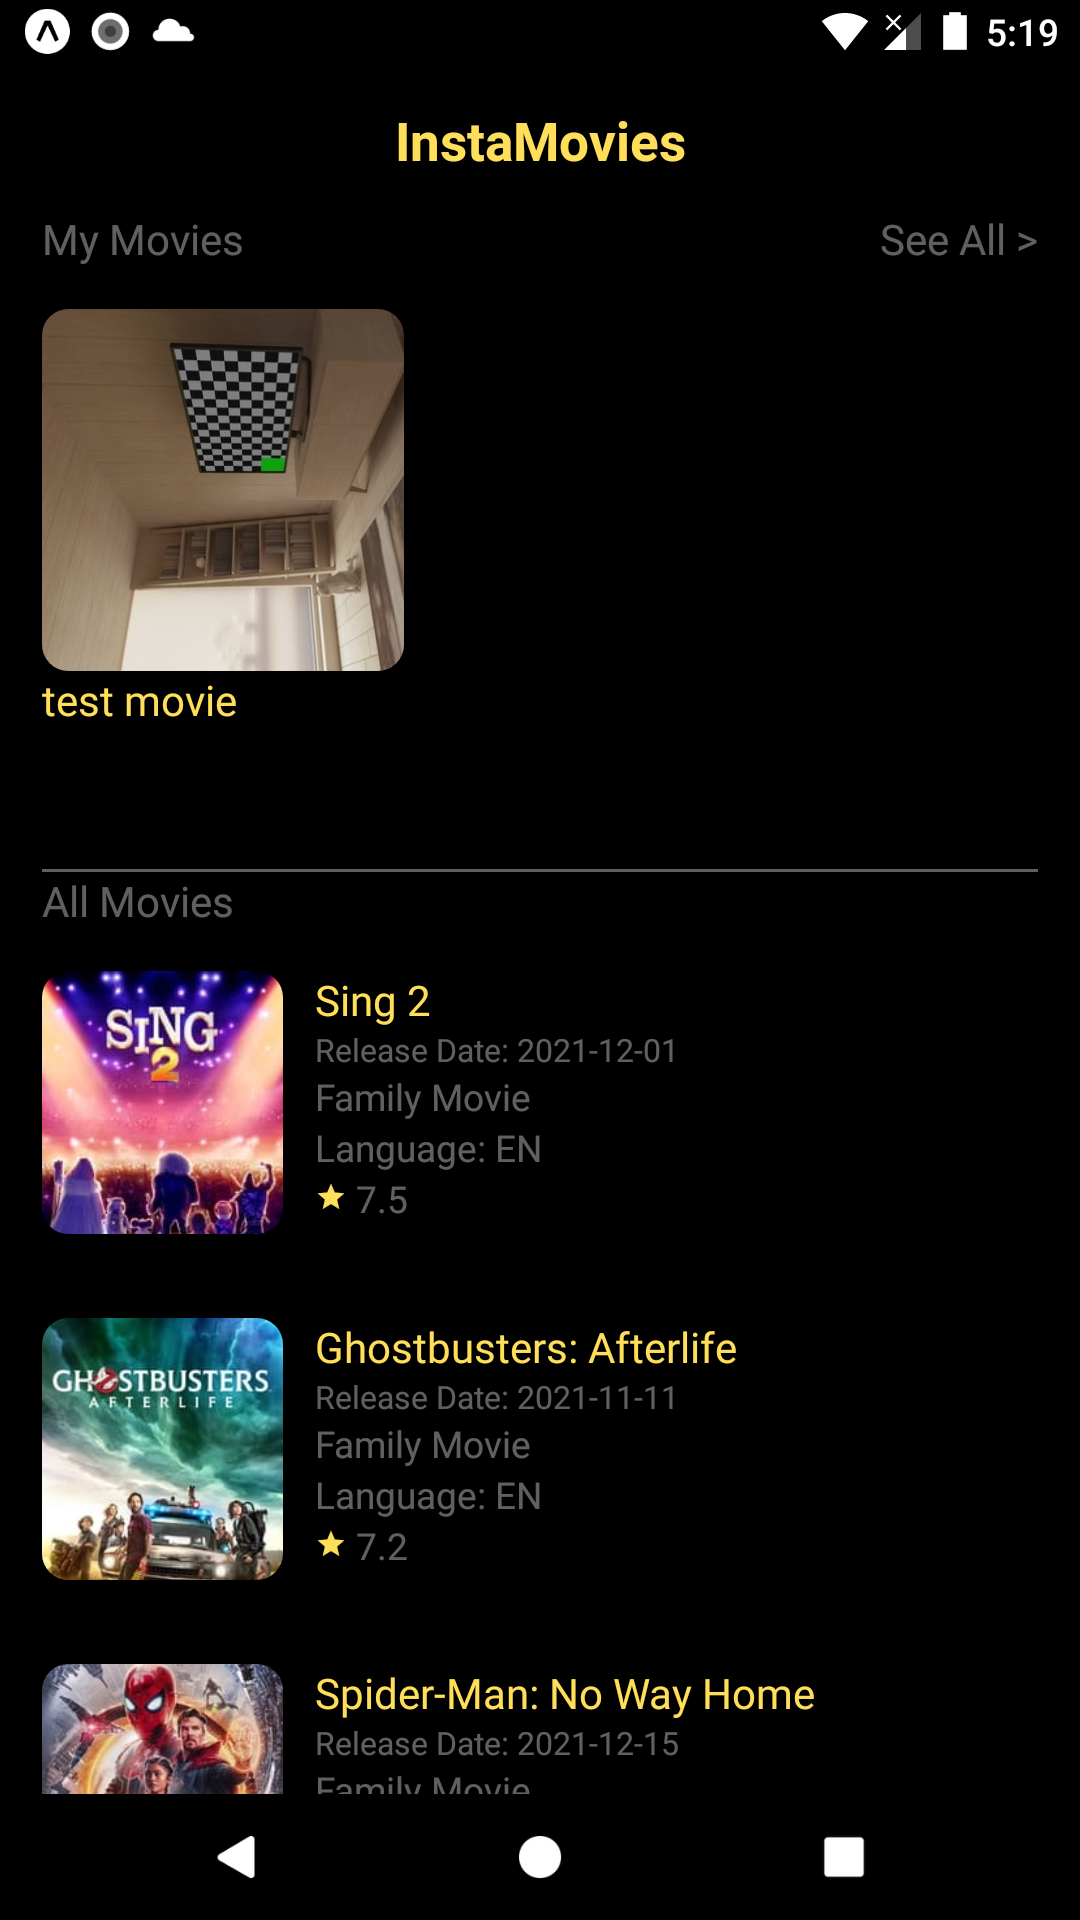 5:19
InstaMovies
My Movies
See All >
test movie
All Movies
SING
2
Sing 2
Release Date: 2021-12-01
Family Movie
Language: EN
7.5
GHOSTBUSTERS
AFTERLIFE
Ghostbusters: Afterlife
Release Date: 2021-11-11
Family Movie
Language: EN
7.2
Spider-Man: No Way Home
Release Date: 2021-12-15
Family Movie